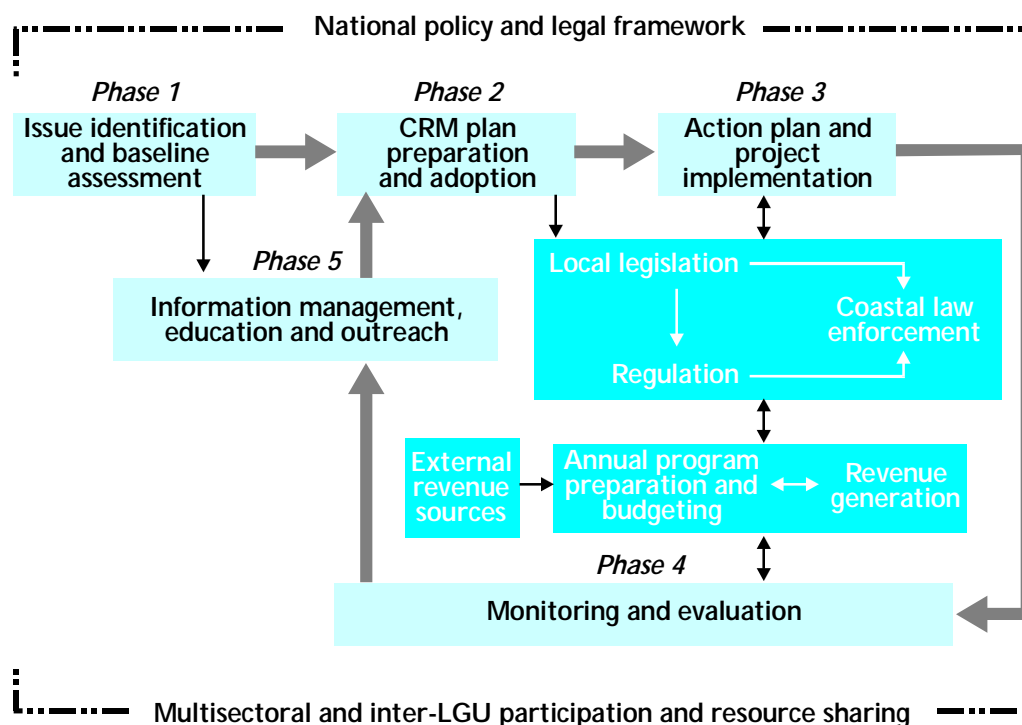 National policy and legal framework
Phase 1
Issue identification
and baseline
assessment
Phase 2
CRM plan
preparation
and adoption
Phase 3
Action plan and
project
implementation
Phase 5
Information management,
education and outreach
Local legislation
Coastal law
enforcement
Regulation
External
revenue
sources
Annual program
preparation and
budgeting
Revenue
generation
Phase 4
Monitoring and evaluation
Multisectoral and inter-LGU participation and resource sharing